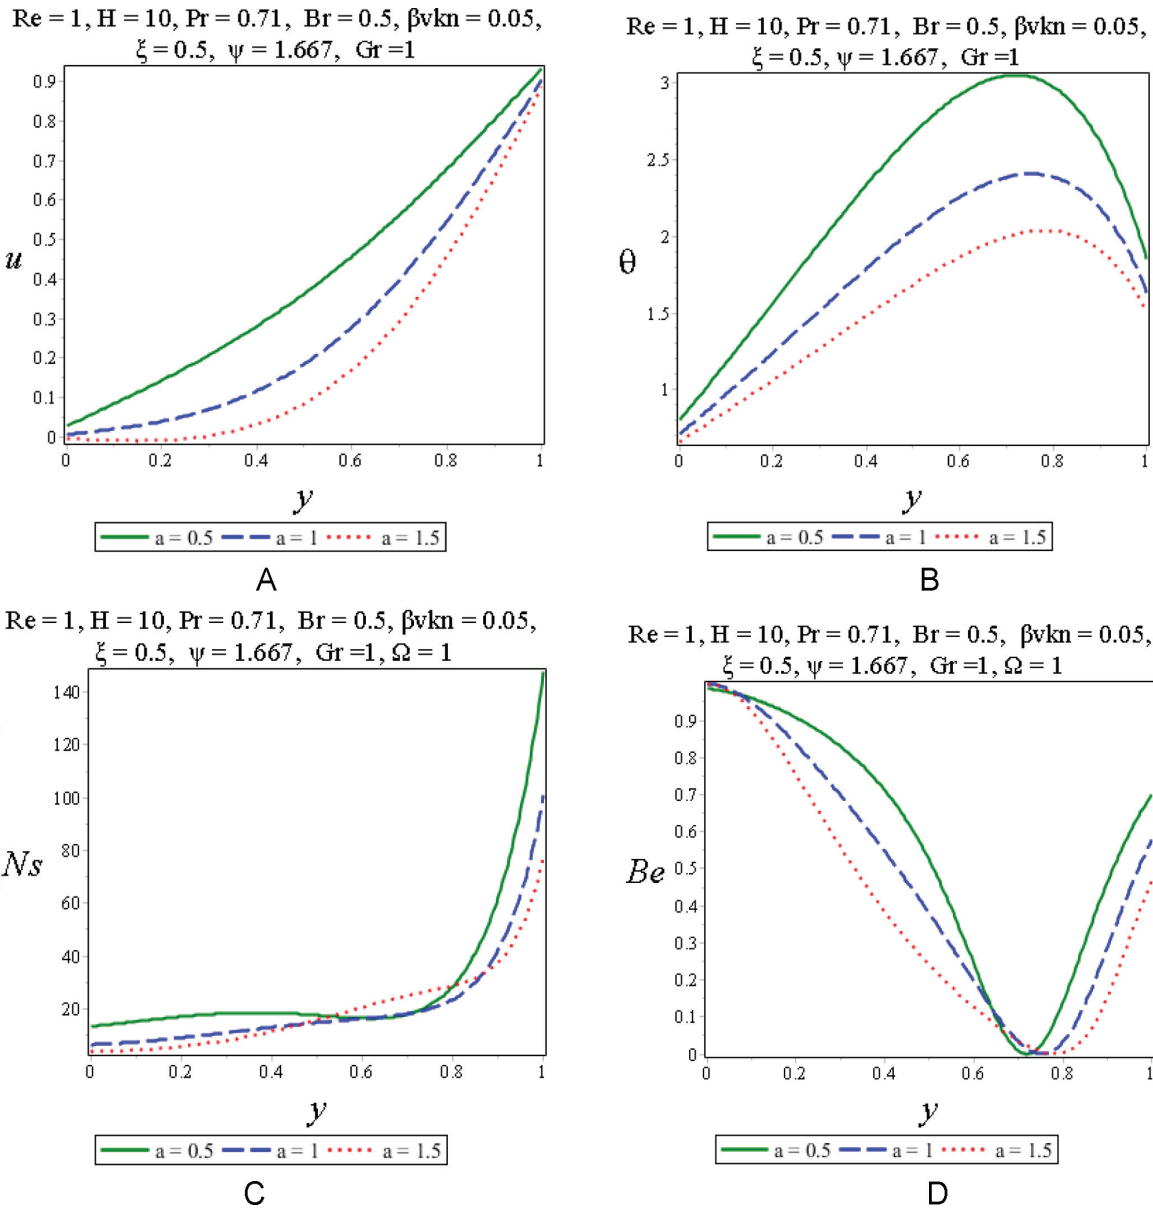 Re = 1, H = 10, Pr = 0.71, Br = 0.5, βvkn = 0.05,
ξ = 0.5, ψ = 1.667, Gr =1
0.9
0.8
0.7
0.6
0.5
u
0.4
0.3
0.2
0.1
0
0 0.2 0.4 0.6 0.8 1
y
a = 0.5 a = 1 a = 1.5
A
Re = 1, H = 10, Pr = 0.71, Br = 0.5, βvkn = 0.05,
ξ = 0.5, ψ = 1.667, Gr=1
3
2.5
2
θ
1.5
1
0 0.2 0.4 0.6 0.8 1
y
a = 0.5 a = 1 a = 1.5
B
Re = 1, H = 10, Pr = 0.71, Br = 0.5, βvkn = 0.05,
ξ = 0.5, ψ = 1.667, Gr =1, Ω = 1
140
120
100
80
Ns
60
40
20
0 0.2 0.4 0.6 0.8 1
y
a = 0.5 a = 1 a = 1.5
C
Re = 1, H = 10, Pr = 0.71, Br = 0.5, βvkn = 0.05,
ξ = 0.5, ψ = 1.667, Gr=1, Ω = 1
0.9
0.8
0.7
0.6
0.5
Be
0.4
0.3
0.2
0.1
0
0 0.2 0.4 0.6 0.8 1
y
a = 0.5 a = 1 a = 1.5
D